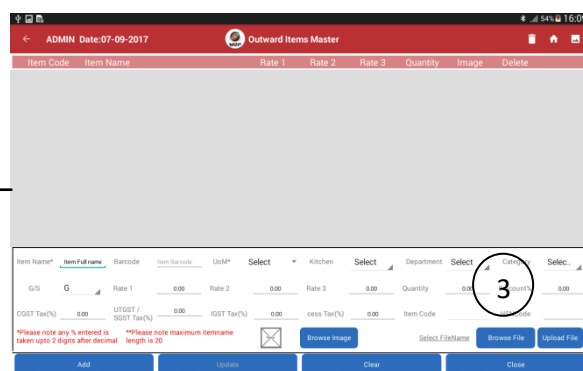 54% 16:09
ADMIN Date:07-09-2017 Outward Items Master
Item Code Item Name Rate 1 Rate 2 Rate 3 Quantity Image Delete
Item Name* Item Full name Barcode Item Barcode UoM* Select Kitchen Select Department Select Category Selec..
G/S G Rate 1 0.00 Rate 2 0.00 Rate 3 0.00 Quantity 0.00 3 0.00
CGST Tax(%) 0.00 UTGST / SGST Tax(%) 0.00 IGST Tax(%) 0.00 cess Tax(%) 0.00 Item Code
*Please note any % entered is taken upto 2 digits after decimal **Please note maximum itemname length is 20 Browse Image Select FileName Browse File Upload File
Add Update Clear Close